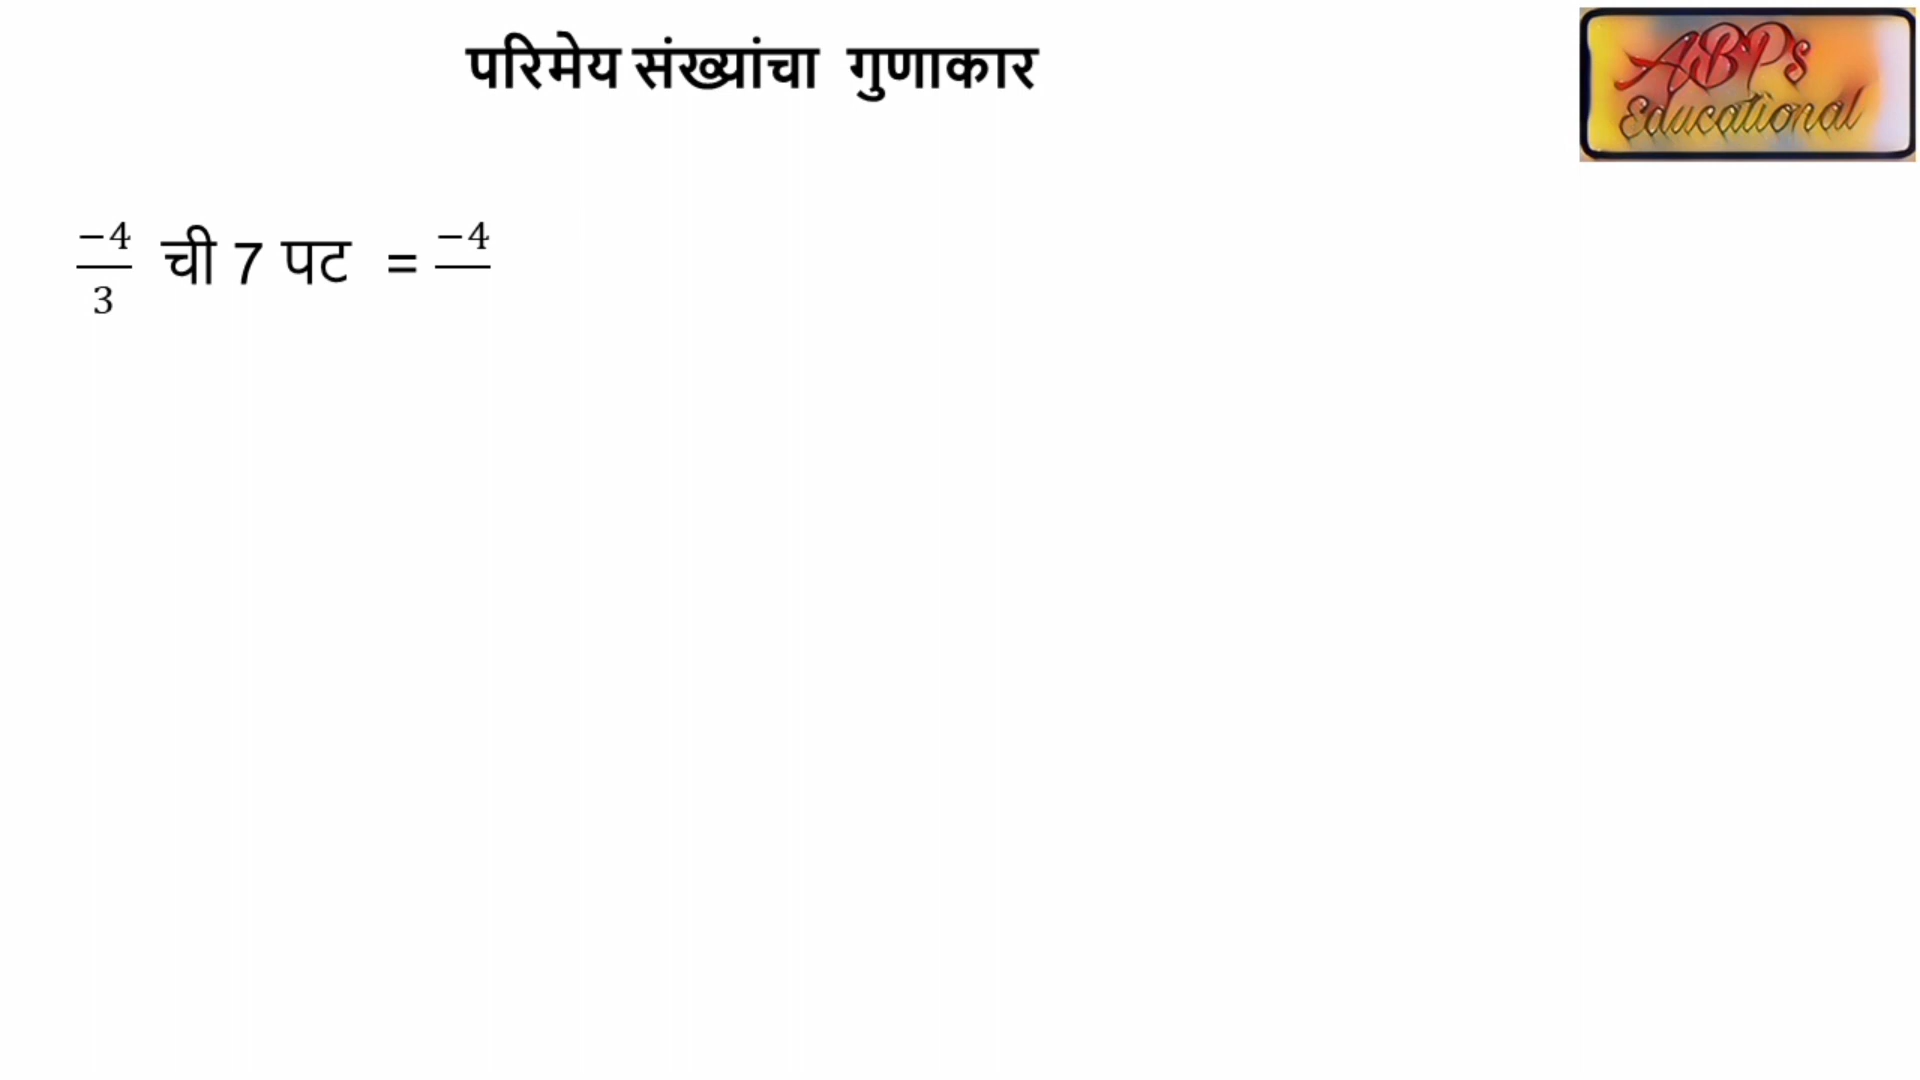 परिमेय संख्यांचा गुणाकार
ABPs
Educational
−4/3 ची 7 पट = −4/